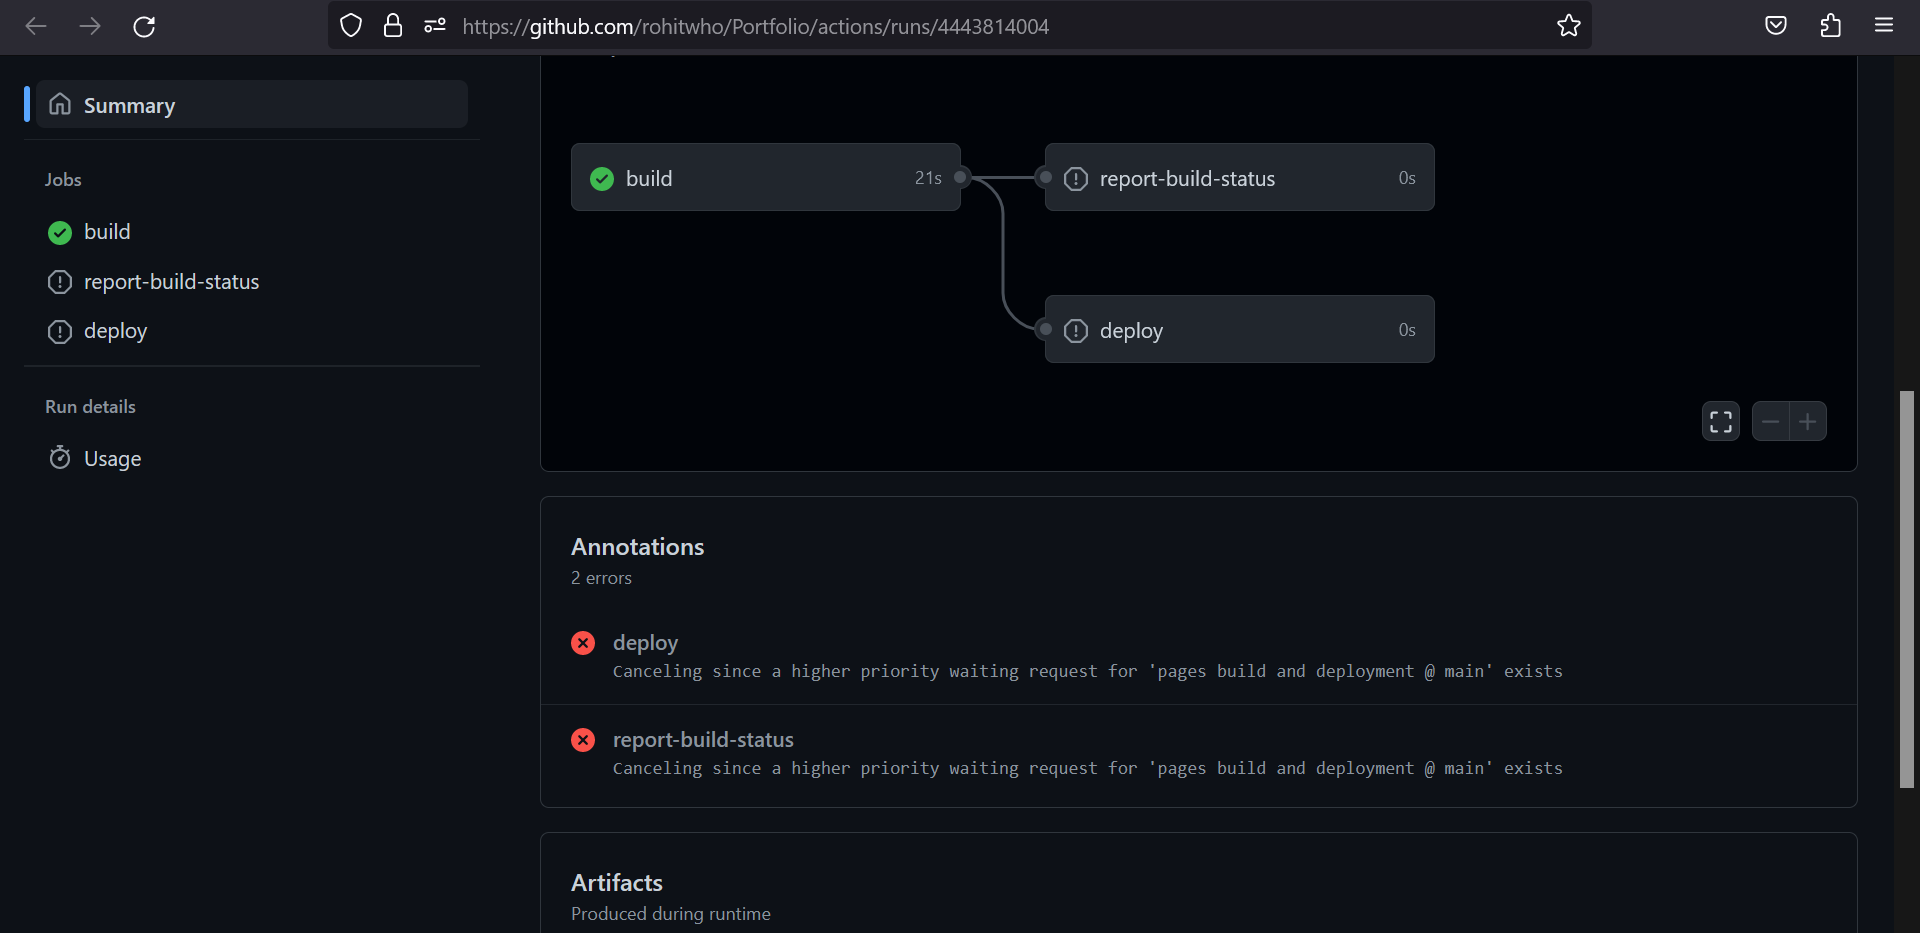 https://github.com/rohitwho/Portfolio/actions/runs/4443814004
Summary
Jobs
build
report-build-status
deploy
Run details
Usage
build 21s
report-build-status 0s
deploy 0s
Annotations
2 errors
deploy
Canceling since a higher priority waiting request for 'pages build and deployment @ main' exists
report-build-status
Canceling since a higher priority waiting request for 'pages build and deployment @ main' exists
Artifacts
Produced during runtime